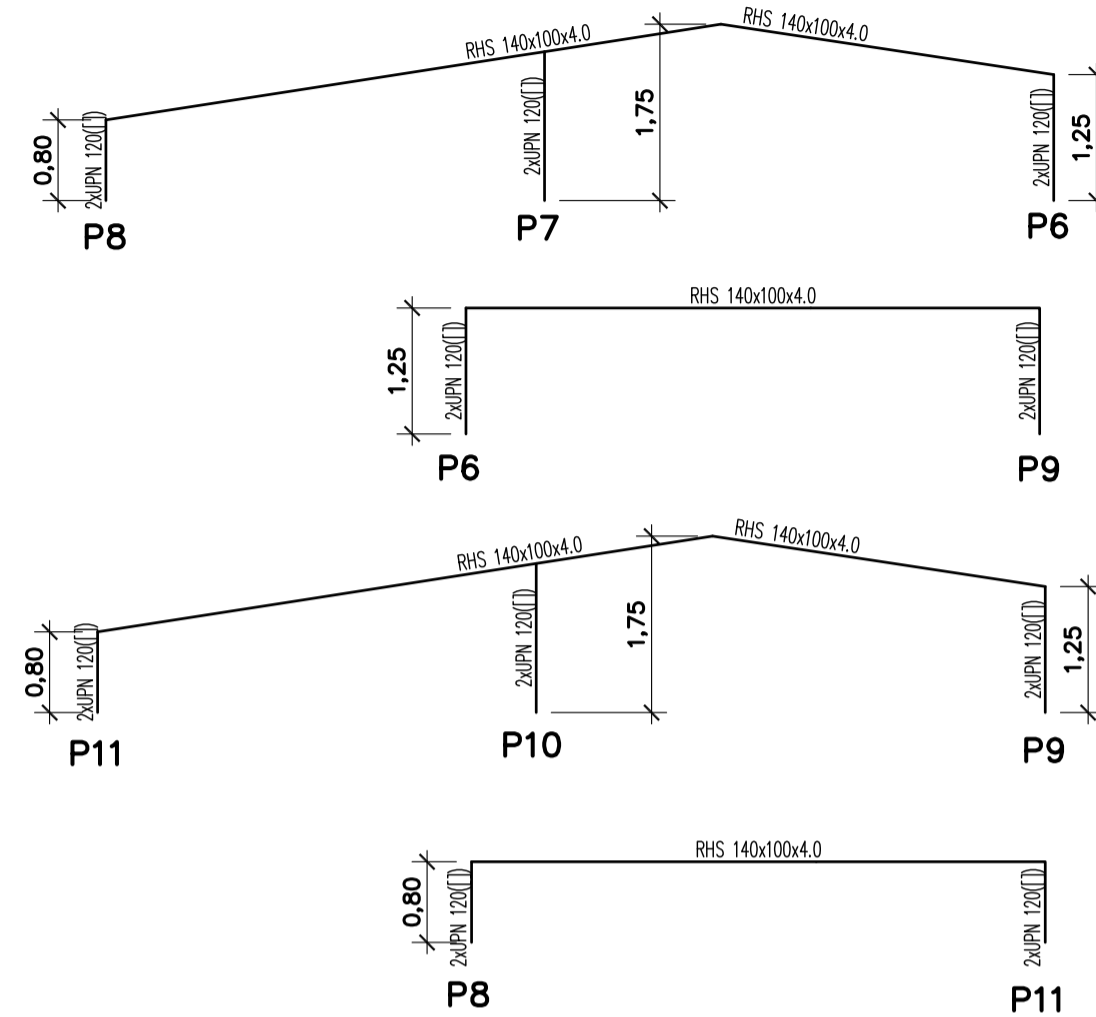 RHS 140x100x4.0
RHS 140x100x4.0
0,80
2xUPN 120([])
2xUPN 120([])
1,75
2xUPN 120([])
1,25
P8
P7
P6
RHS 140x100x4.0
1,25
2xUPN 120([])
2xUPN 120([])
P6
P9
RHS 140x100x4.0
RHS 140x100x4.0
0,80
2xUPN 120([])
2xUPN 120([])
1,75
2xUPN 120([])
1,25
P11
P10
P9
RHS 140x100x4.0
0,80
2xUPN 120([])
2xUPN 120([])
P8
P11